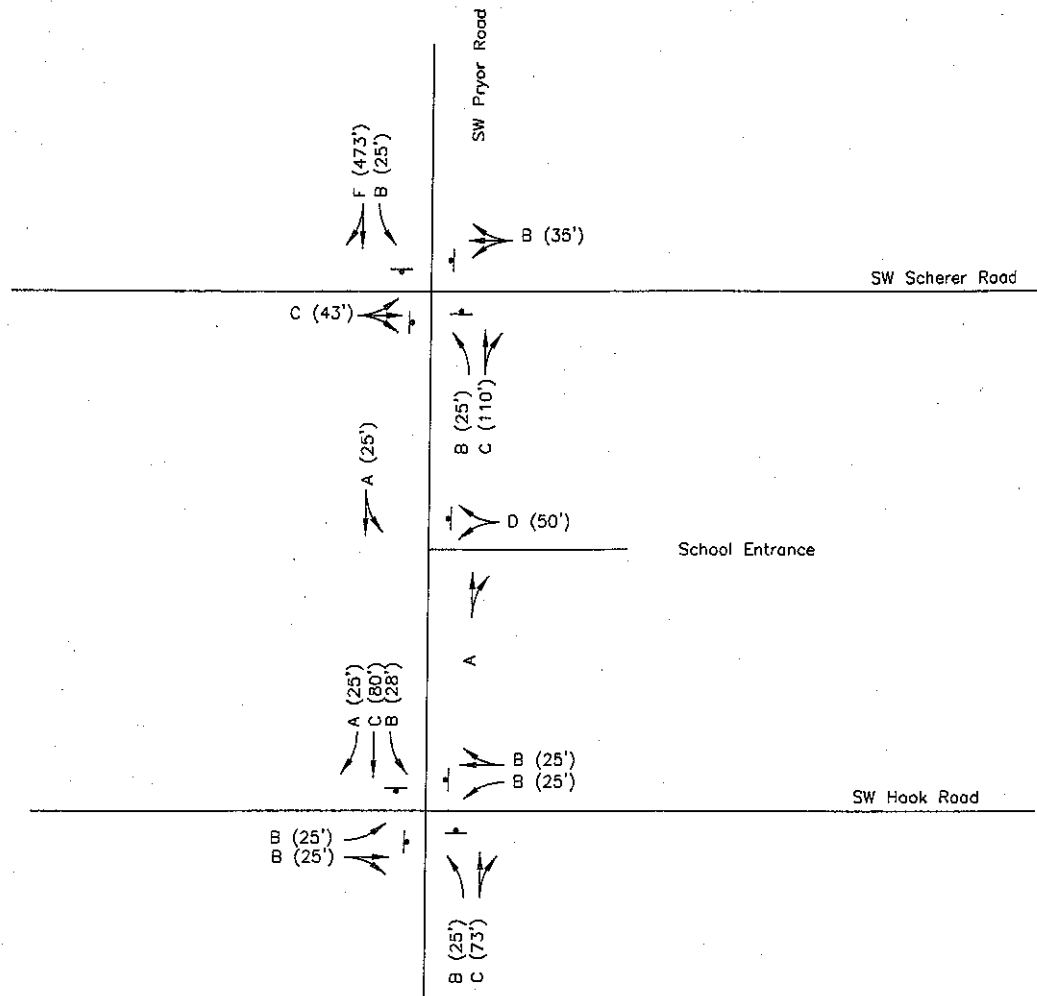 SW Pryor Road
F (473')
B (25')
B (35')
SW Scherer Road
C (43')
B (25')
C (110')
A (25')
D (50')
School Entrance
A
A (25')
C (80')
B (28')
B (25')
B (25')
SW Hook Road
B (25')
B (25')
B (25')
C (73')